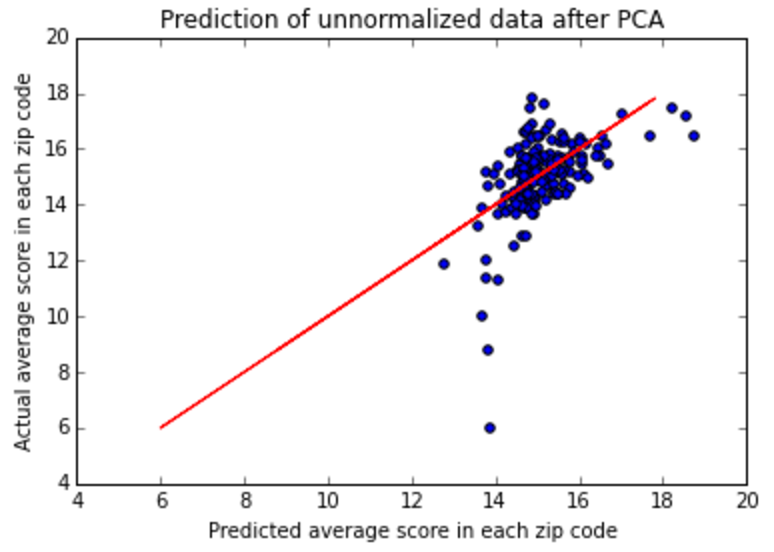 Prediction of unnormalized data after PCA
Actual average score in each zip code
20
18
16
14
12
10
8
6
4
4 6 8 10 12 14 16 18 20
Predicted average score in each zip code